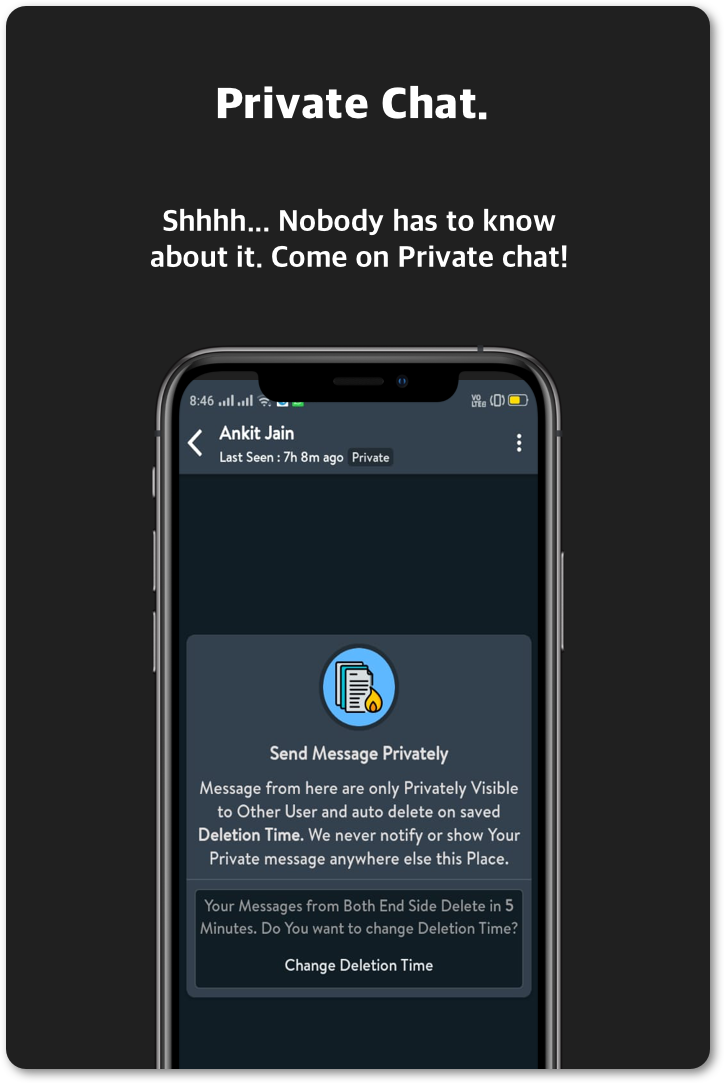 Private Chat.
Shhhh... Nobody has to know
about it. Come on Private chat!
8:46
VO
LTE
Ankit Jain
Last Seen : 7h 8m ago Private
Send Message Privately
Message from here are only Privately Visible
to Other User and auto delete on saved
Deletion Time. We never notify or show Your
Private message anywhere else this Place.
Your Messages from Both End Side Delete in 5
Minutes. Do You want to change Deletion Time?
Change Deletion Time